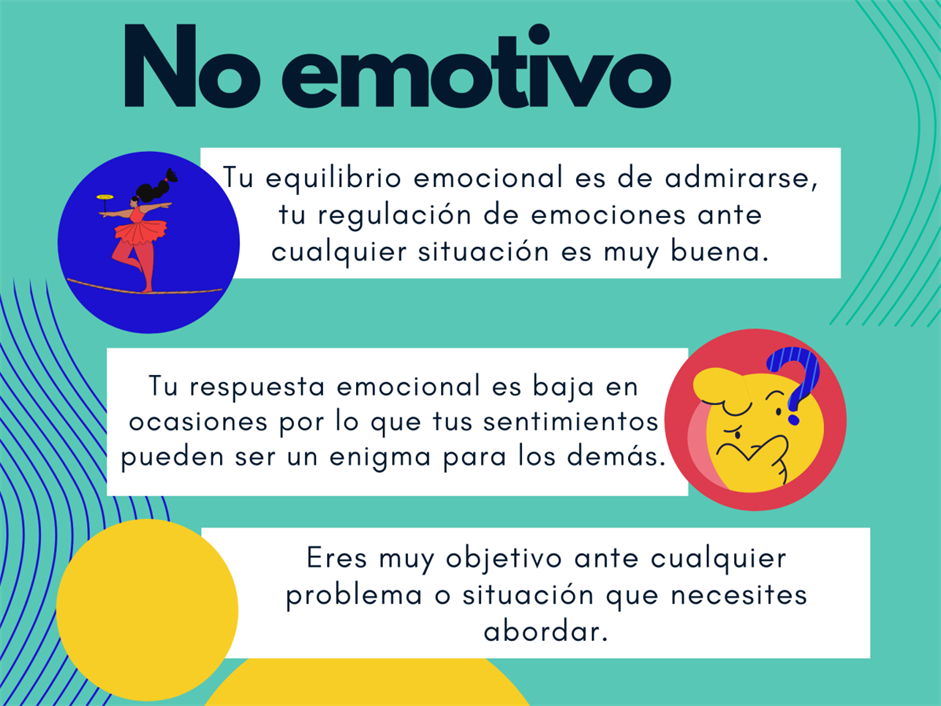 No emotivo
Tu equilibrio emocional es de admirarse,
tu regulación de emociones ante
cualquier situación es muy buena.
Tu respuesta emocional es baja en
ocasiones por lo que tus sentimientos
pueden ser un enigma para los demás.
Eres muy objetivo ante cualquier
problema o situación que necesites
abordar.